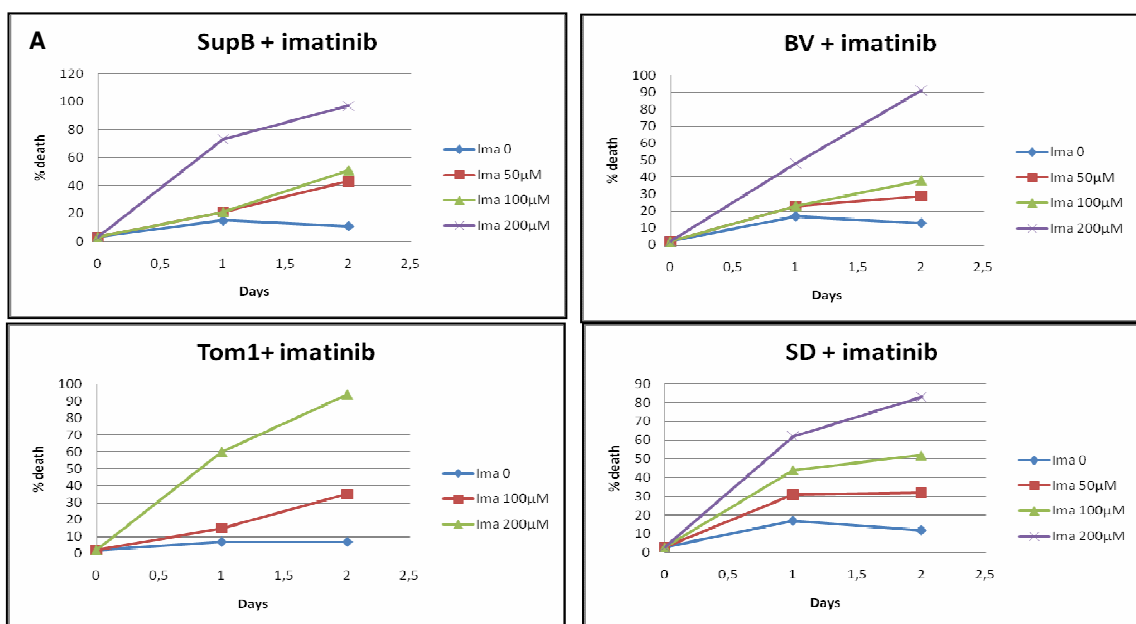 A
SupB + imatinib
120
100
80
60
40
20
0
% death
0 0,5 1 1,5 2 2,5
Days
Ima 0
Ima 50µM
Ima 100µM
Ima 200µM
BV + imatinib
100
90
80
70
60
50
40
30
20
10
0
% death
0 0,5 1 1,5 2 2,5
Days
Ima 0
Ima 50µM
Ima 100µM
Ima 200µM
Tom1+ imatinib
100
90
80
70
60
50
40
30
20
10
0
% death
0 0,5 1 1,5 2 2,5
Days
Ima 0
Ima 100µM
Ima 200µM
SD + imatinib
90
80
70
60
50
40
30
20
10
0
% death
0 0,5 1 1,5 2 2,5
Days
Ima 0
Ima 50µM
Ima 100µM
Ima 200µM